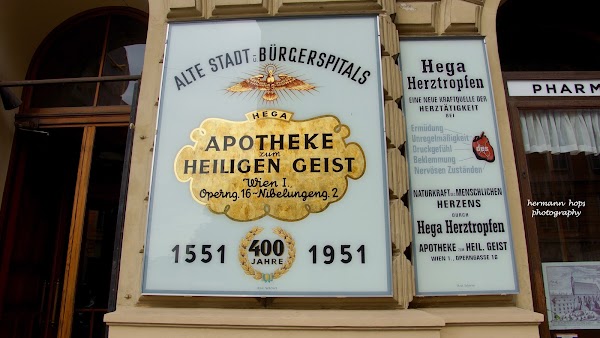 ALTE STADT U. BÜRGERSPITALS
HEGA
APOTHEKE
zum
HEILIGEN GEIST
Wien I.,
Operng. 16-Nibelungeng. 2
1551 400 JAHRE 1951
Hega
Herztropfen
EINE NEUE KRAFTQUELLE DER
HERZTÄTIGKEIT
BEI
Ermüdung
Unregelmäßigkeit
Druckgefühl
Beklemmung
Nervösen Zuständen
des
NATURKRAFT DES MENSCHLICHEN
HERZENS
DURCH
Hega Herztropfen
APOTHEKE ZUM HEIL. GEIST
WIEN I., OPERNGASSE 16
PHARM
hermann hops
photography